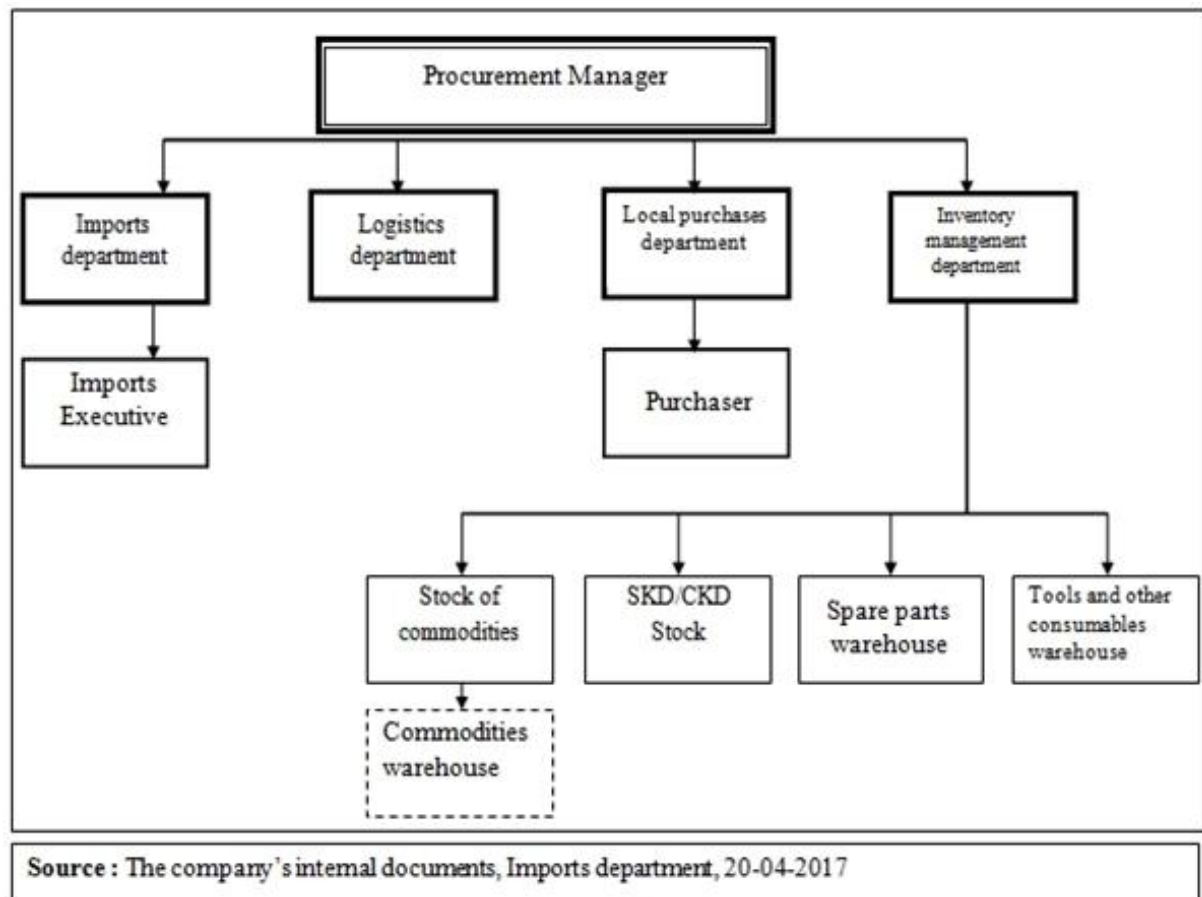 Procurement Manager
Imports
department
Logistics
department
Local purchases
department
Inventory
management
department
Imports
Executive
Purchaser
Stock of
commodities
SKD/CKD
Stock
Spare parts
warehouse
Tools and other
consumables
warehouse
Commodities
warehouse
Source : The company’s internal documents, Imports department, 20-04-2017